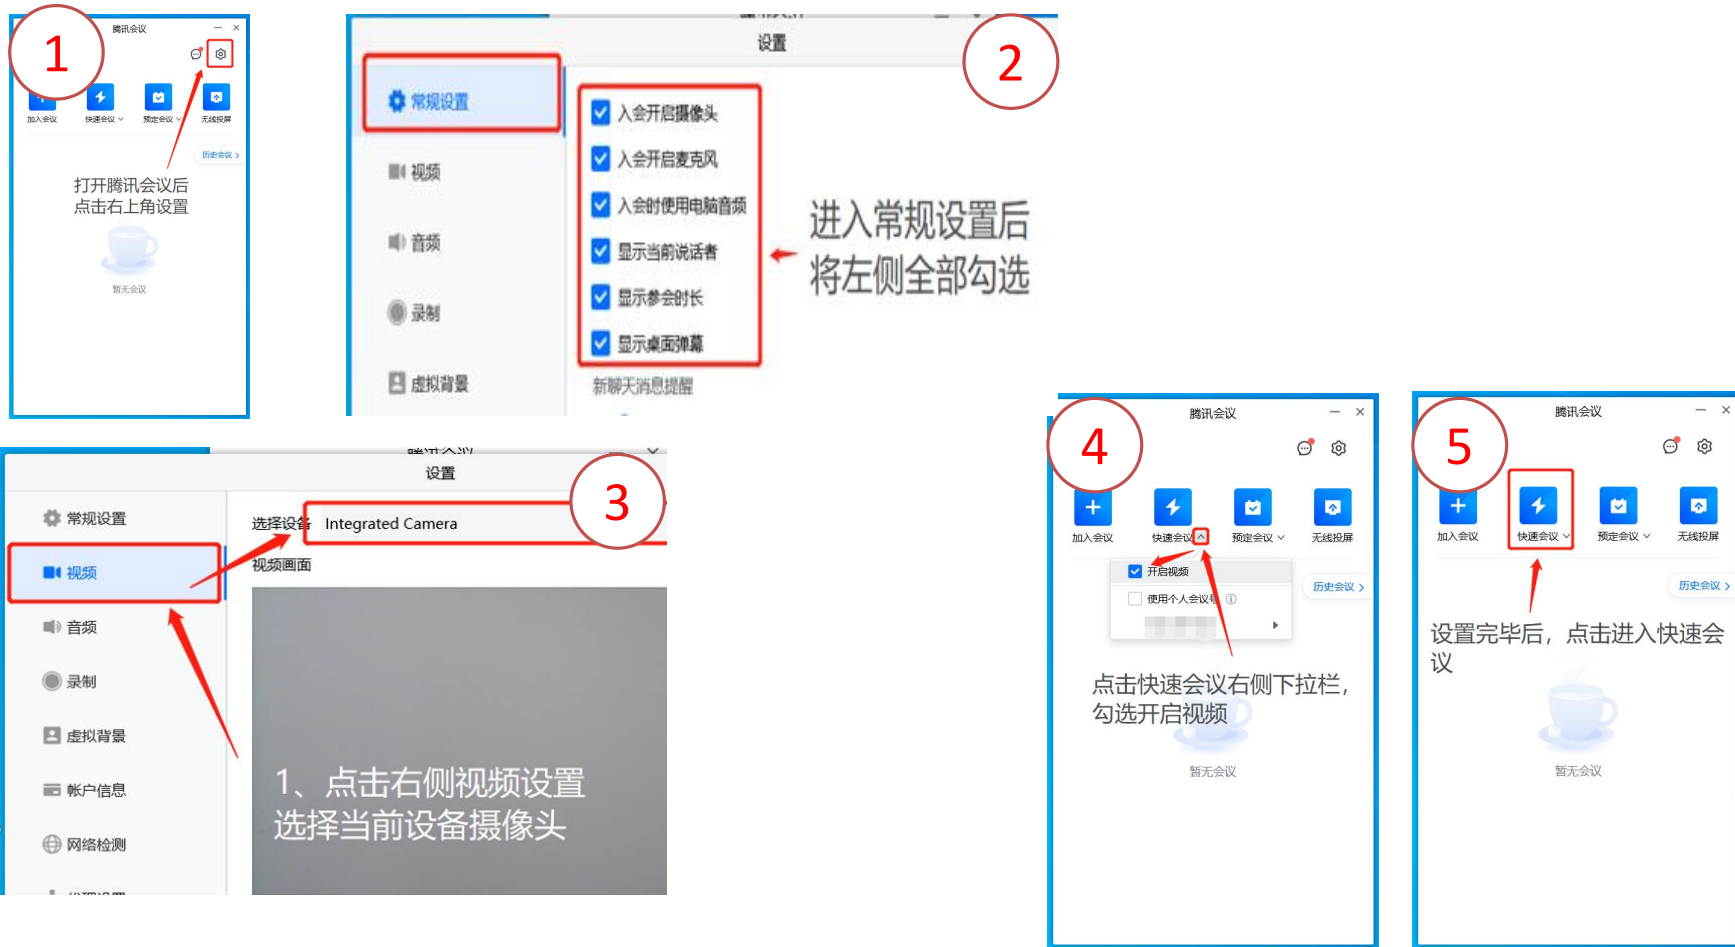 1
腾讯会议
加入会议
快速会议
预定会议
无线投屏
历史会议 >
打开腾讯会议后
点击右上角设置
暂无会议
2
设置
常规设置
视频
音频
录制
虚拟背景
入会开启摄像头
入会开启麦克风
入会时使用电脑音频
显示当前说话者
显示参会时长
显示桌面弹幕
新聊天消息提醒
进入常规设置后
将左侧全部勾选
3
设置
常规设置
视频
音频
录制
虚拟背景
帐户信息
网络检测
选择设备 Integrated Camera
视频画面
1、点击右侧视频设置
选择当前设备摄像头
4
腾讯会议
加入会议
快速会议
预定会议
无线投屏
开启视频
使用个人会议号
历史会议 >
点击快速会议右侧下拉栏，
勾选开启视频
暂无会议
5
腾讯会议
加入会议
快速会议
预定会议
无线投屏
历史会议 >
设置完毕后，点击进入快速会
议
暂无会议